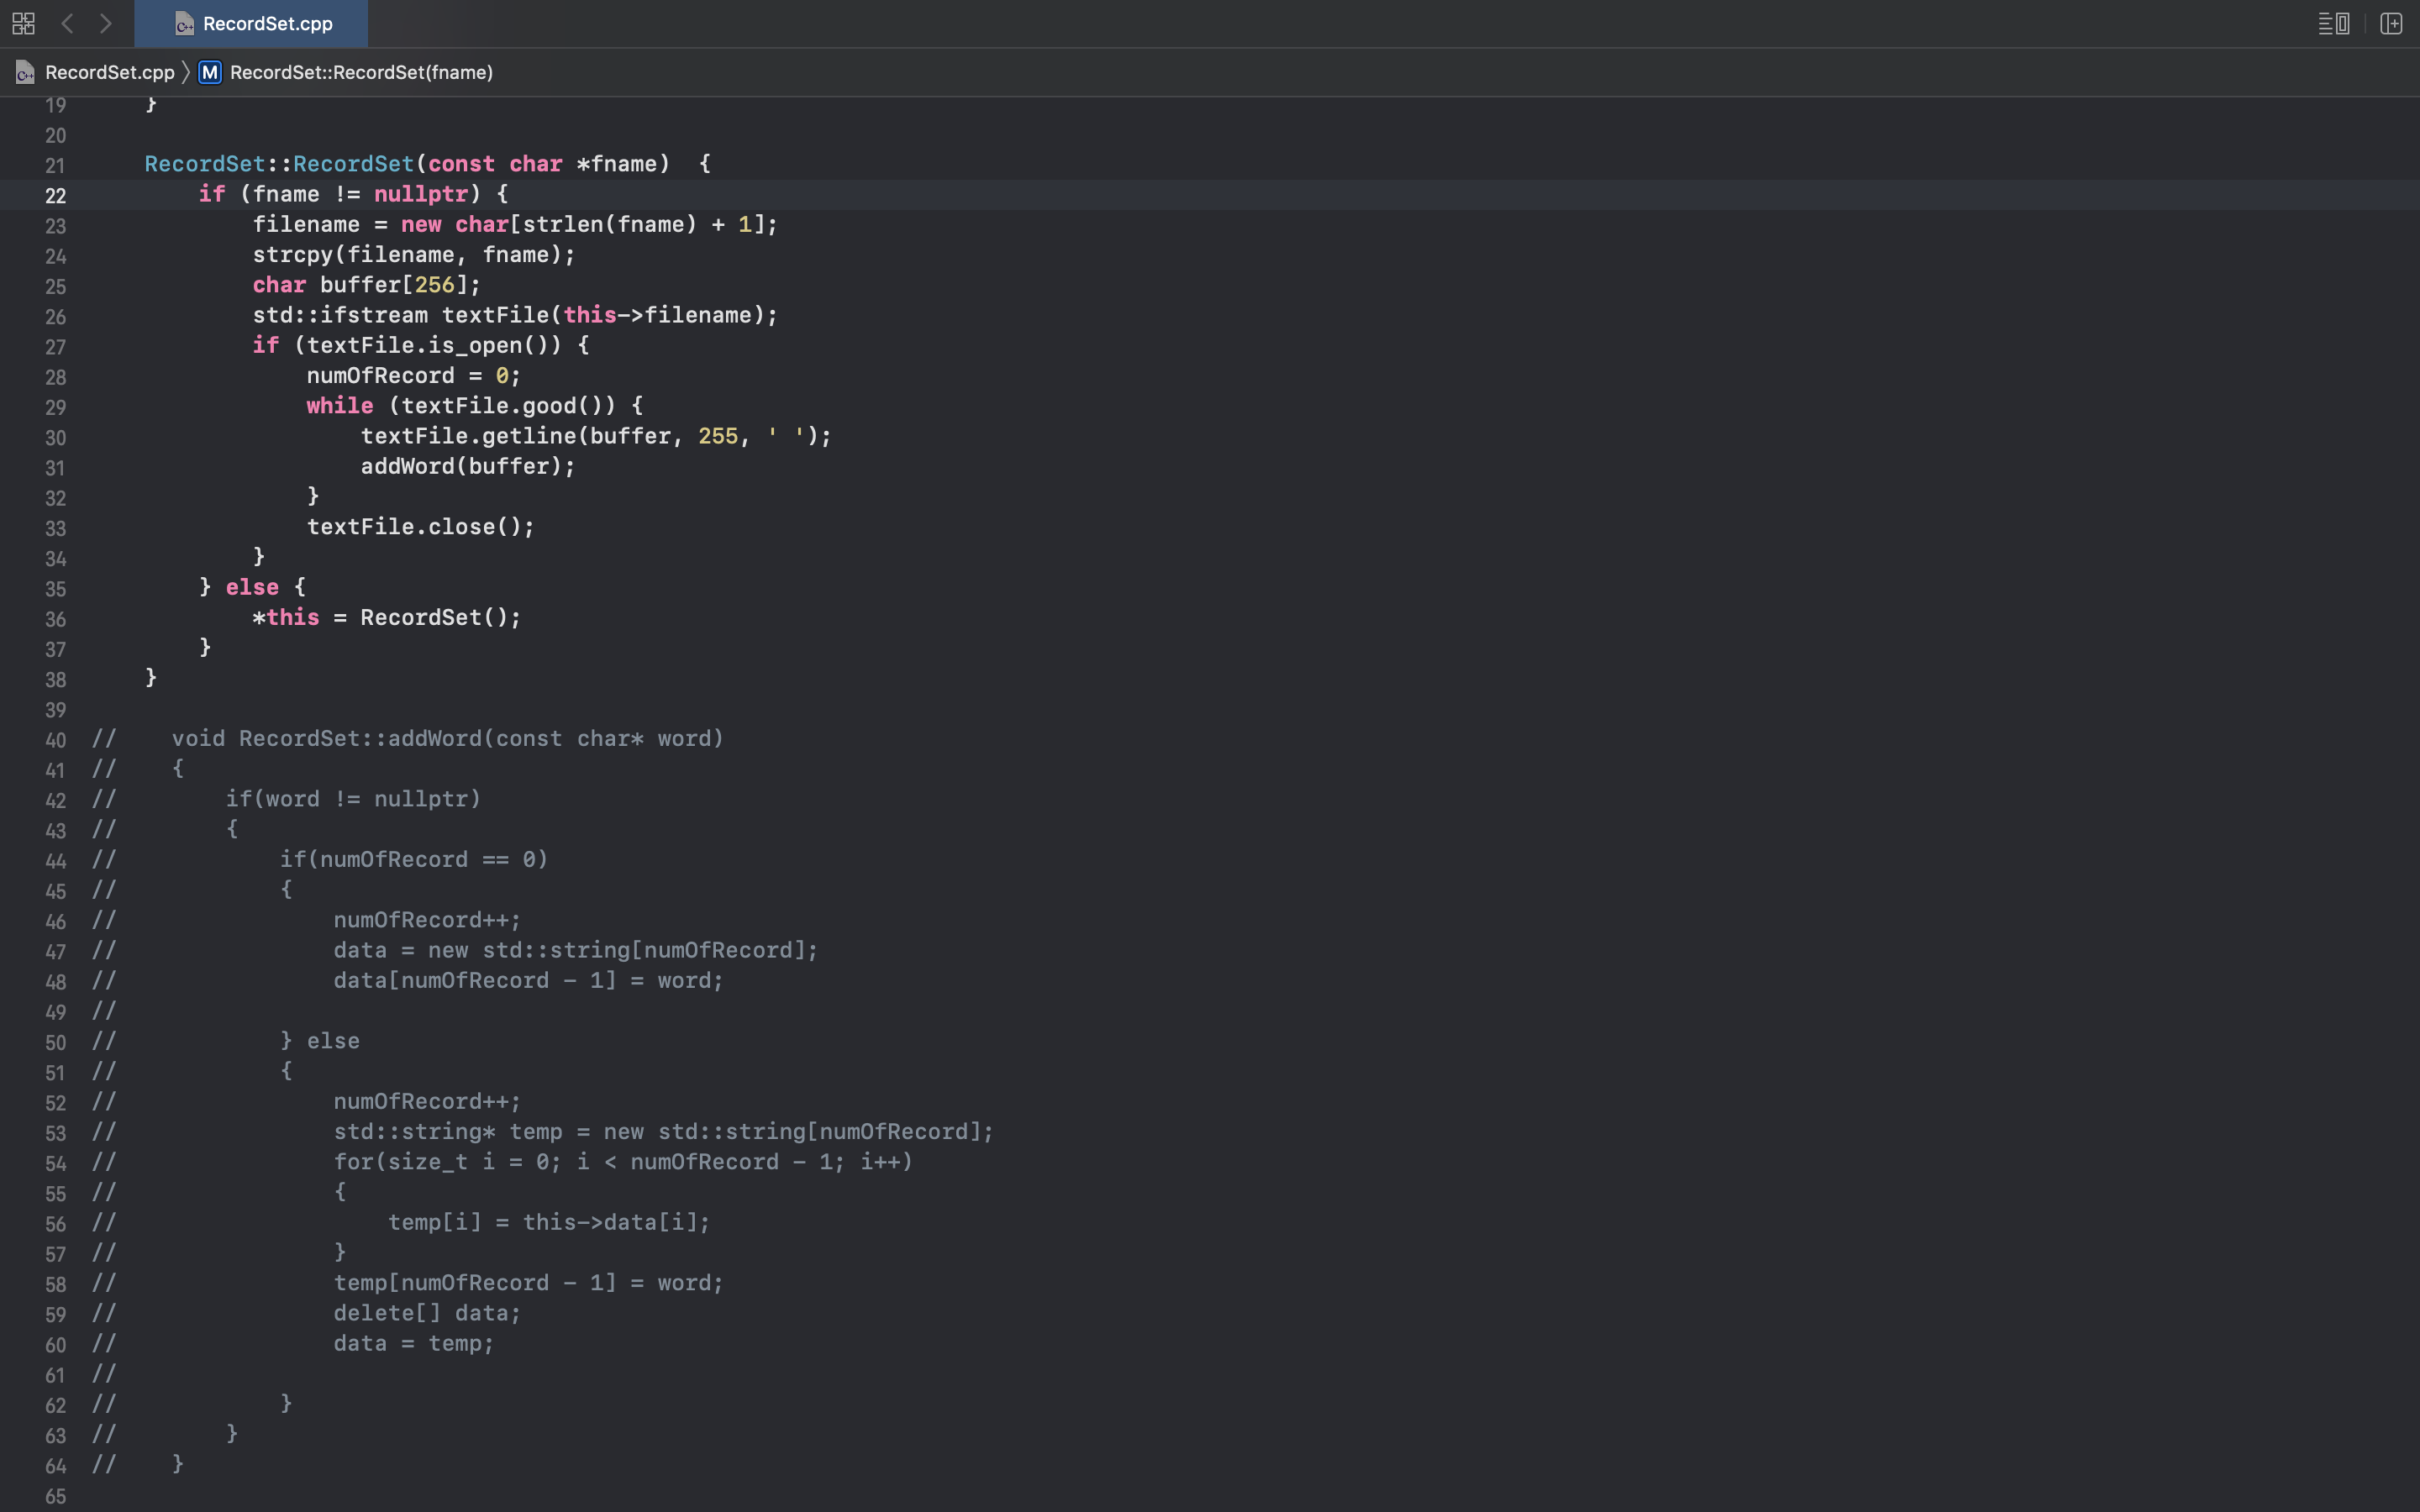 RecordSet.cpp
RecordSet.cpp M RecordSet::RecordSet(fname)
19 }
20
21 RecordSet::RecordSet(const char *fname)  {
22     if (fname != nullptr) {
23         filename = new char[strlen(fname) + 1];
24         strcpy(filename, fname);
25         char buffer[256];
26         std::ifstream textFile(this->filename);
27         if (textFile.is_open()) {
28             numOfRecord = 0;
29             while (textFile.good()) {
30                 textFile.getline(buffer, 255, ' ');
31                 addWord(buffer);
32             }
33             textFile.close();
34         }
35     } else {
36         *this = RecordSet();
37     }
38 }
39
40 //    void RecordSet::addWord(const char* word)
41 //    {
42 //        if(word != nullptr)
43 //        {
44 //            if(numOfRecord == 0)
45 //            {
46 //                numOfRecord++;
47 //                data = new std::string[numOfRecord];
48 //                data[numOfRecord - 1] = word;
49 //
50 //            } else
51 //            {
52 //                numOfRecord++;
53 //                std::string* temp = new std::string[numOfRecord];
54 //                for(size_t i = 0; i < numOfRecord - 1; i++)
55 //                {
56 //                    temp[i] = this->data[i];
57 //                }
58 //                temp[numOfRecord - 1] = word;
59 //                delete[] data;
60 //                data = temp;
61 //
62 //            }
63 //        }
64 //    }
65